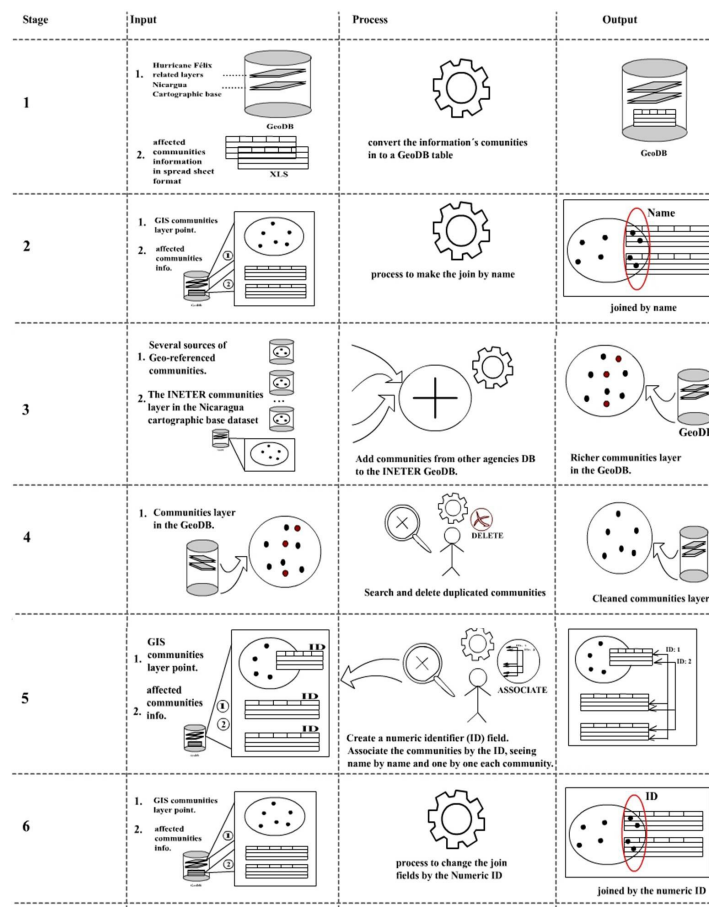 Stage
Input
Process
Output
1
1. Hurricane Félix
related layers
Nicargua
Cartographic base
GeoDB
2. affected
communities
information
in spread sheet
format
XLS
convert the information´s comunities
in to a GeoDB table
GeoDB
2
1. GIS communities
layer point.
2. affected
communities
info.
1
2
process to make the join by name
Name
joined by name
3
1. Several sources of
Geo-referenced
communities.
2. The INETER communities
layer in the Nicaragua
cartographic base dataset
...
Add communities from other agencies DB
to the INETER GeoDB.
GeoDB
Richer communities layer
in the GeoDB.
4
1. Communities layer
in the GeoDB.
DELETE
Search and delete duplicated communities
Cleaned communities layer
5
1. GIS
communities
layer point.
2. affected
communities
info.
1
2
ID
ID
ID
ASSOCIATE
Create a numeric identifier (ID) field.
Associate the communities by the ID, seeing
name by name and one by one each community.
ID: 1
ID: 2
6
1. GIS communities
layer point.
2. affected
communities
info.
1
2
process to change the join
fields by the Numeric ID
ID
joined by the numeric ID